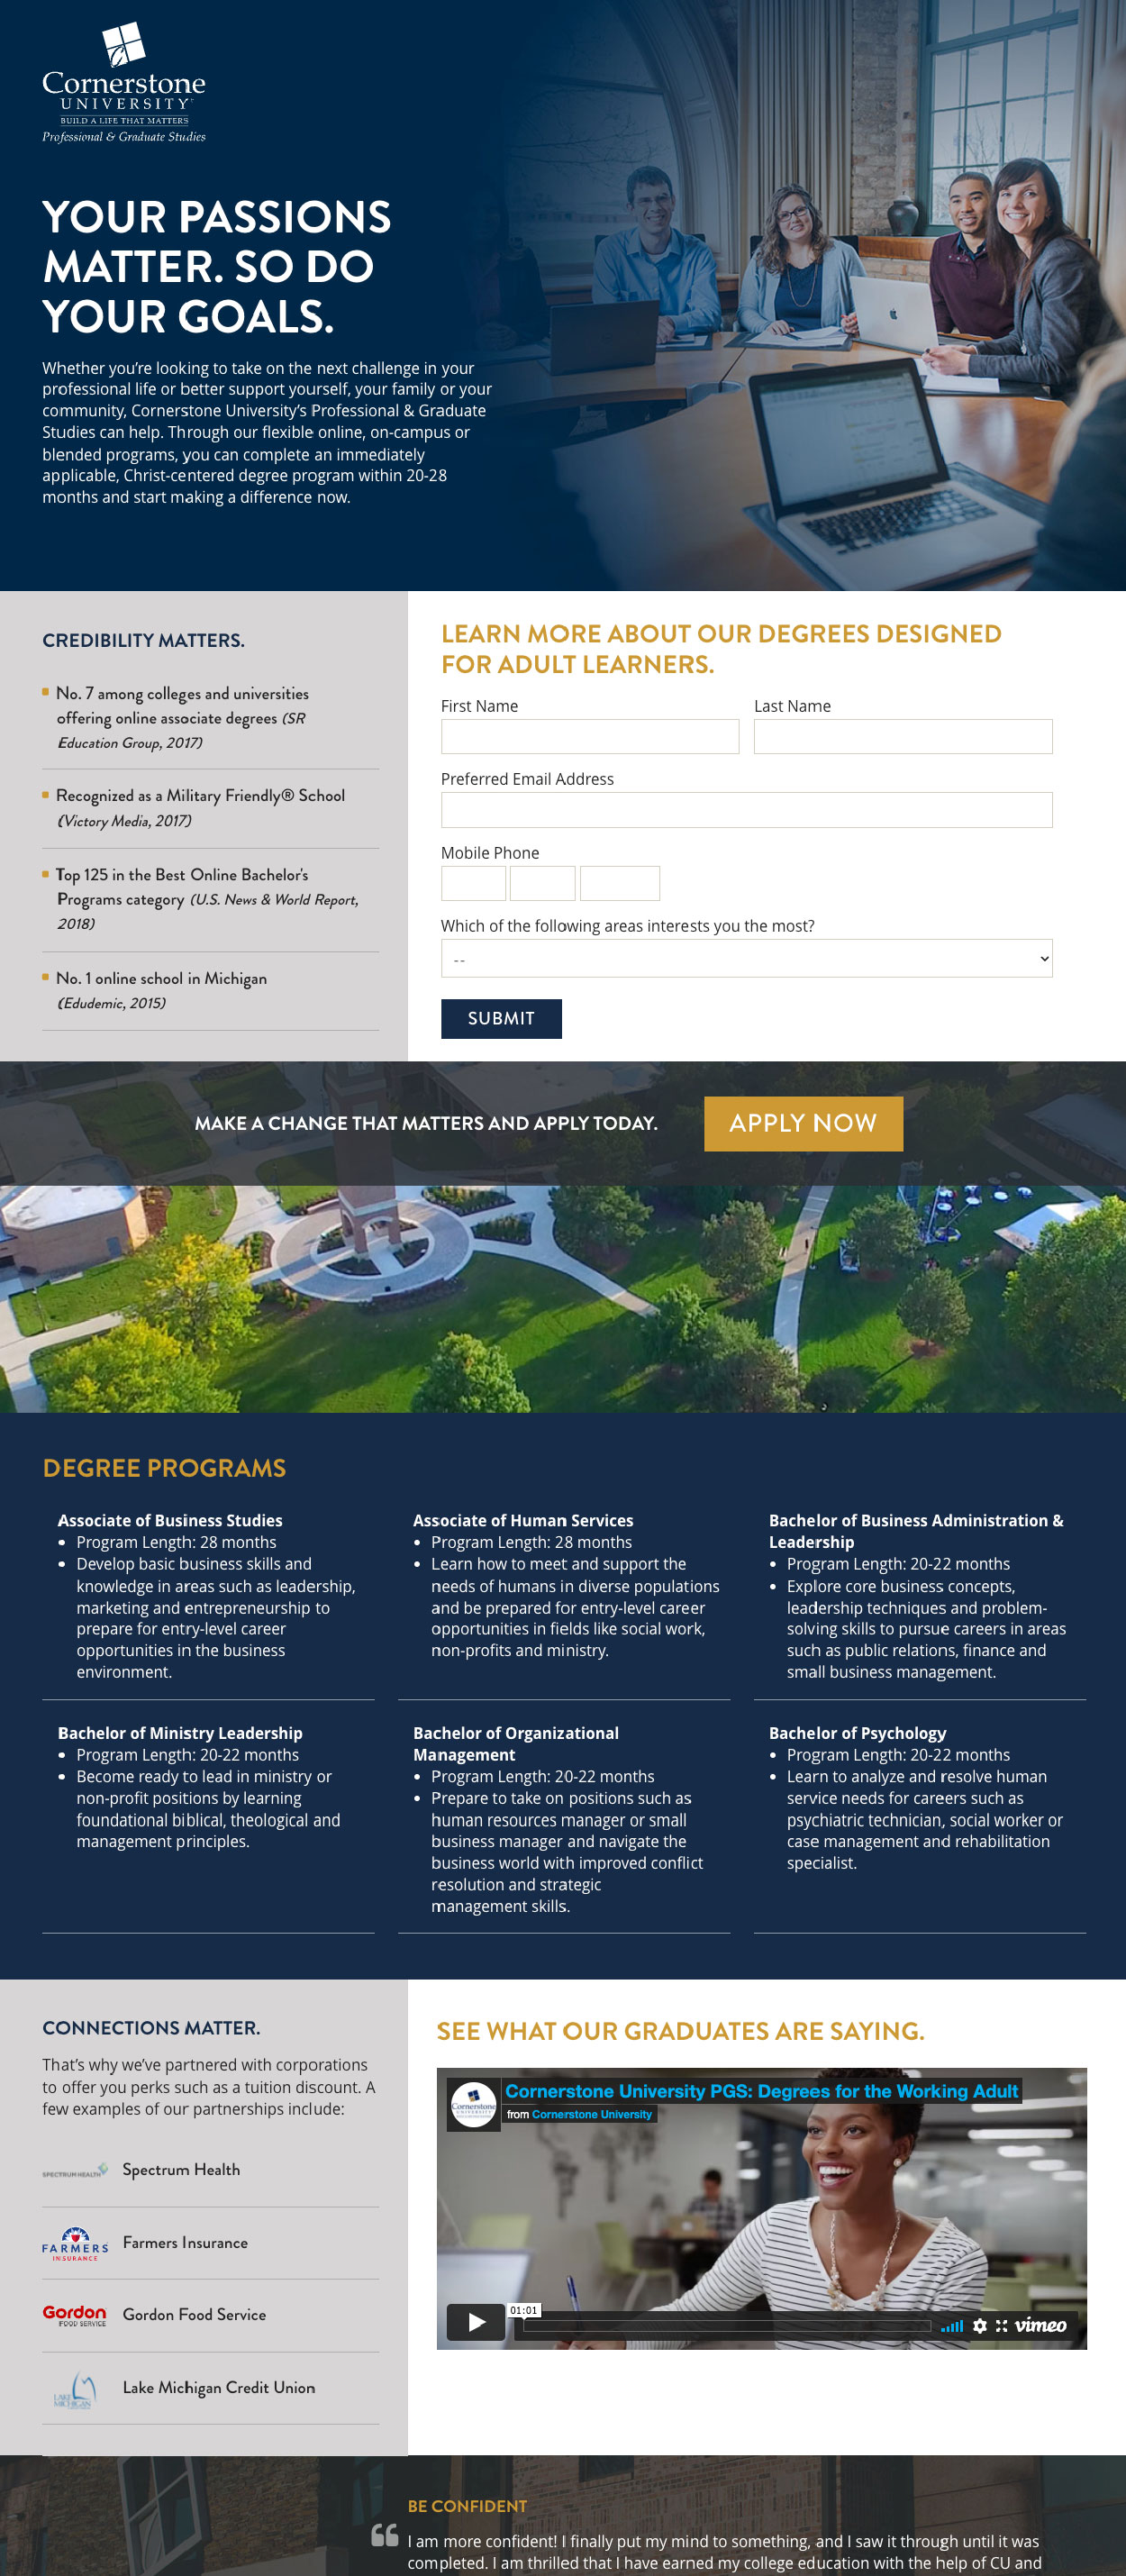 Cornerstone
UNIVERSITY
BUILD A LIFE THAT MATTERS
Professional & Graduate Studies
YOUR PASSIONS
MATTER. SO DO
YOUR GOALS.
Whether you're looking to take on the next challenge in your
professional life or better support yourself, your family or your
community, Cornerstone University's Professional & Graduate
Studies can help. Through our flexible online, on-campus or
blended programs, you can complete an immediately
applicable, Christ-centered degree program within 20-28
months and start making a difference now.
CREDIBILITY MATTERS.
No. 7 among colleges and universities
offering online associate degrees (SR
Education Group, 2017)
Recognized as a Military Friendly® School
(Victory Media, 2017)
Top 125 in the Best Online Bachelor's
Programs category (U.S. News & World Report,
2018)
No. 1 online school in Michigan
(Edudemic, 2015)
LEARN MORE ABOUT OUR DEGREES DESIGNED
FOR ADULT LEARNERS.
First Name
Last Name
Preferred Email Address
Mobile Phone
Which of the following areas interests you the most?
--
SUBMIT
MAKE A CHANGE THAT MATTERS AND APPLY TODAY.
APPLY NOW
DEGREE PROGRAMS
Associate of Business Studies
• Program Length: 28 months
• Develop basic business skills and
knowledge in areas such as leadership,
marketing and entrepreneurship to
prepare for entry-level career
opportunities in the business
environment.
Associate of Human Services
• Program Length: 28 months
• Learn how to meet and support the
needs of humans in diverse populations
and be prepared for entry-level career
opportunities in fields like social work,
non-profits and ministry.
Bachelor of Business Administration &
Leadership
• Program Length: 20-22 months
• Explore core business concepts,
leadership techniques and problem-
solving skills to pursue careers in areas
such as public relations, finance and
small business management.
Bachelor of Ministry Leadership
• Program Length: 20-22 months
• Become ready to lead in ministry or
non-profit positions by learning
foundational biblical, theological and
management principles.
Bachelor of Organizational
Management
• Program Length: 20-22 months
• Prepare to take on positions such as
human resources manager or small
business manager and navigate the
business world with improved conflict
resolution and strategic
management skills.
Bachelor of Psychology
• Program Length: 20-22 months
• Learn to analyze and resolve human
service needs for careers such as
psychiatric technician, social worker or
case management and rehabilitation
specialist.
CONNECTIONS MATTER.
That's why we've partnered with corporations
to offer you perks such as a tuition discount. A
few examples of our partnerships include:
SPECTRUM HEALTH
Spectrum Health
FARMERS
INSURANCE
Farmers Insurance
Gordon
FOOD SERVICE
Gordon Food Service
LAKE
MICHIGAN
Lake Michigan Credit Union
SEE WHAT OUR GRADUATES ARE SAYING.
Cornerstone
Cornerstone University PGS: Degrees for the Working Adult
from Cornerstone University
01:01
vimeo
BE CONFIDENT
“ I am more confident! I finally put my mind to something, and I saw it through until it was
completed. I am thrilled that I have earned my college education with the help of CU and